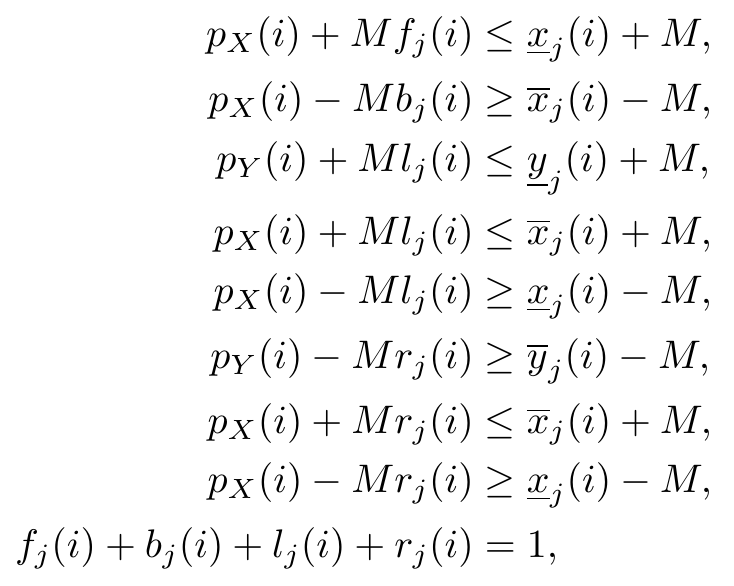 p_X(i) + Mf_j(i) ≤ x̲_j(i) + M,
p_X(i) − Mb_j(i) ≥ x̅_j(i) − M,
p_Y(i) + Ml_j(i) ≤ y̲_j(i) + M,
p_X(i) + Ml_j(i) ≤ x̅_j(i) + M,
p_X(i) − Ml_j(i) ≥ x̲_j(i) − M,
p_Y(i) − Mr_j(i) ≥ y̅_j(i) − M,
p_X(i) + Mr_j(i) ≤ x̅_j(i) + M,
p_X(i) − Mr_j(i) ≥ x̲_j(i) − M,
f_j(i) + b_j(i) + l_j(i) + r_j(i) = 1,